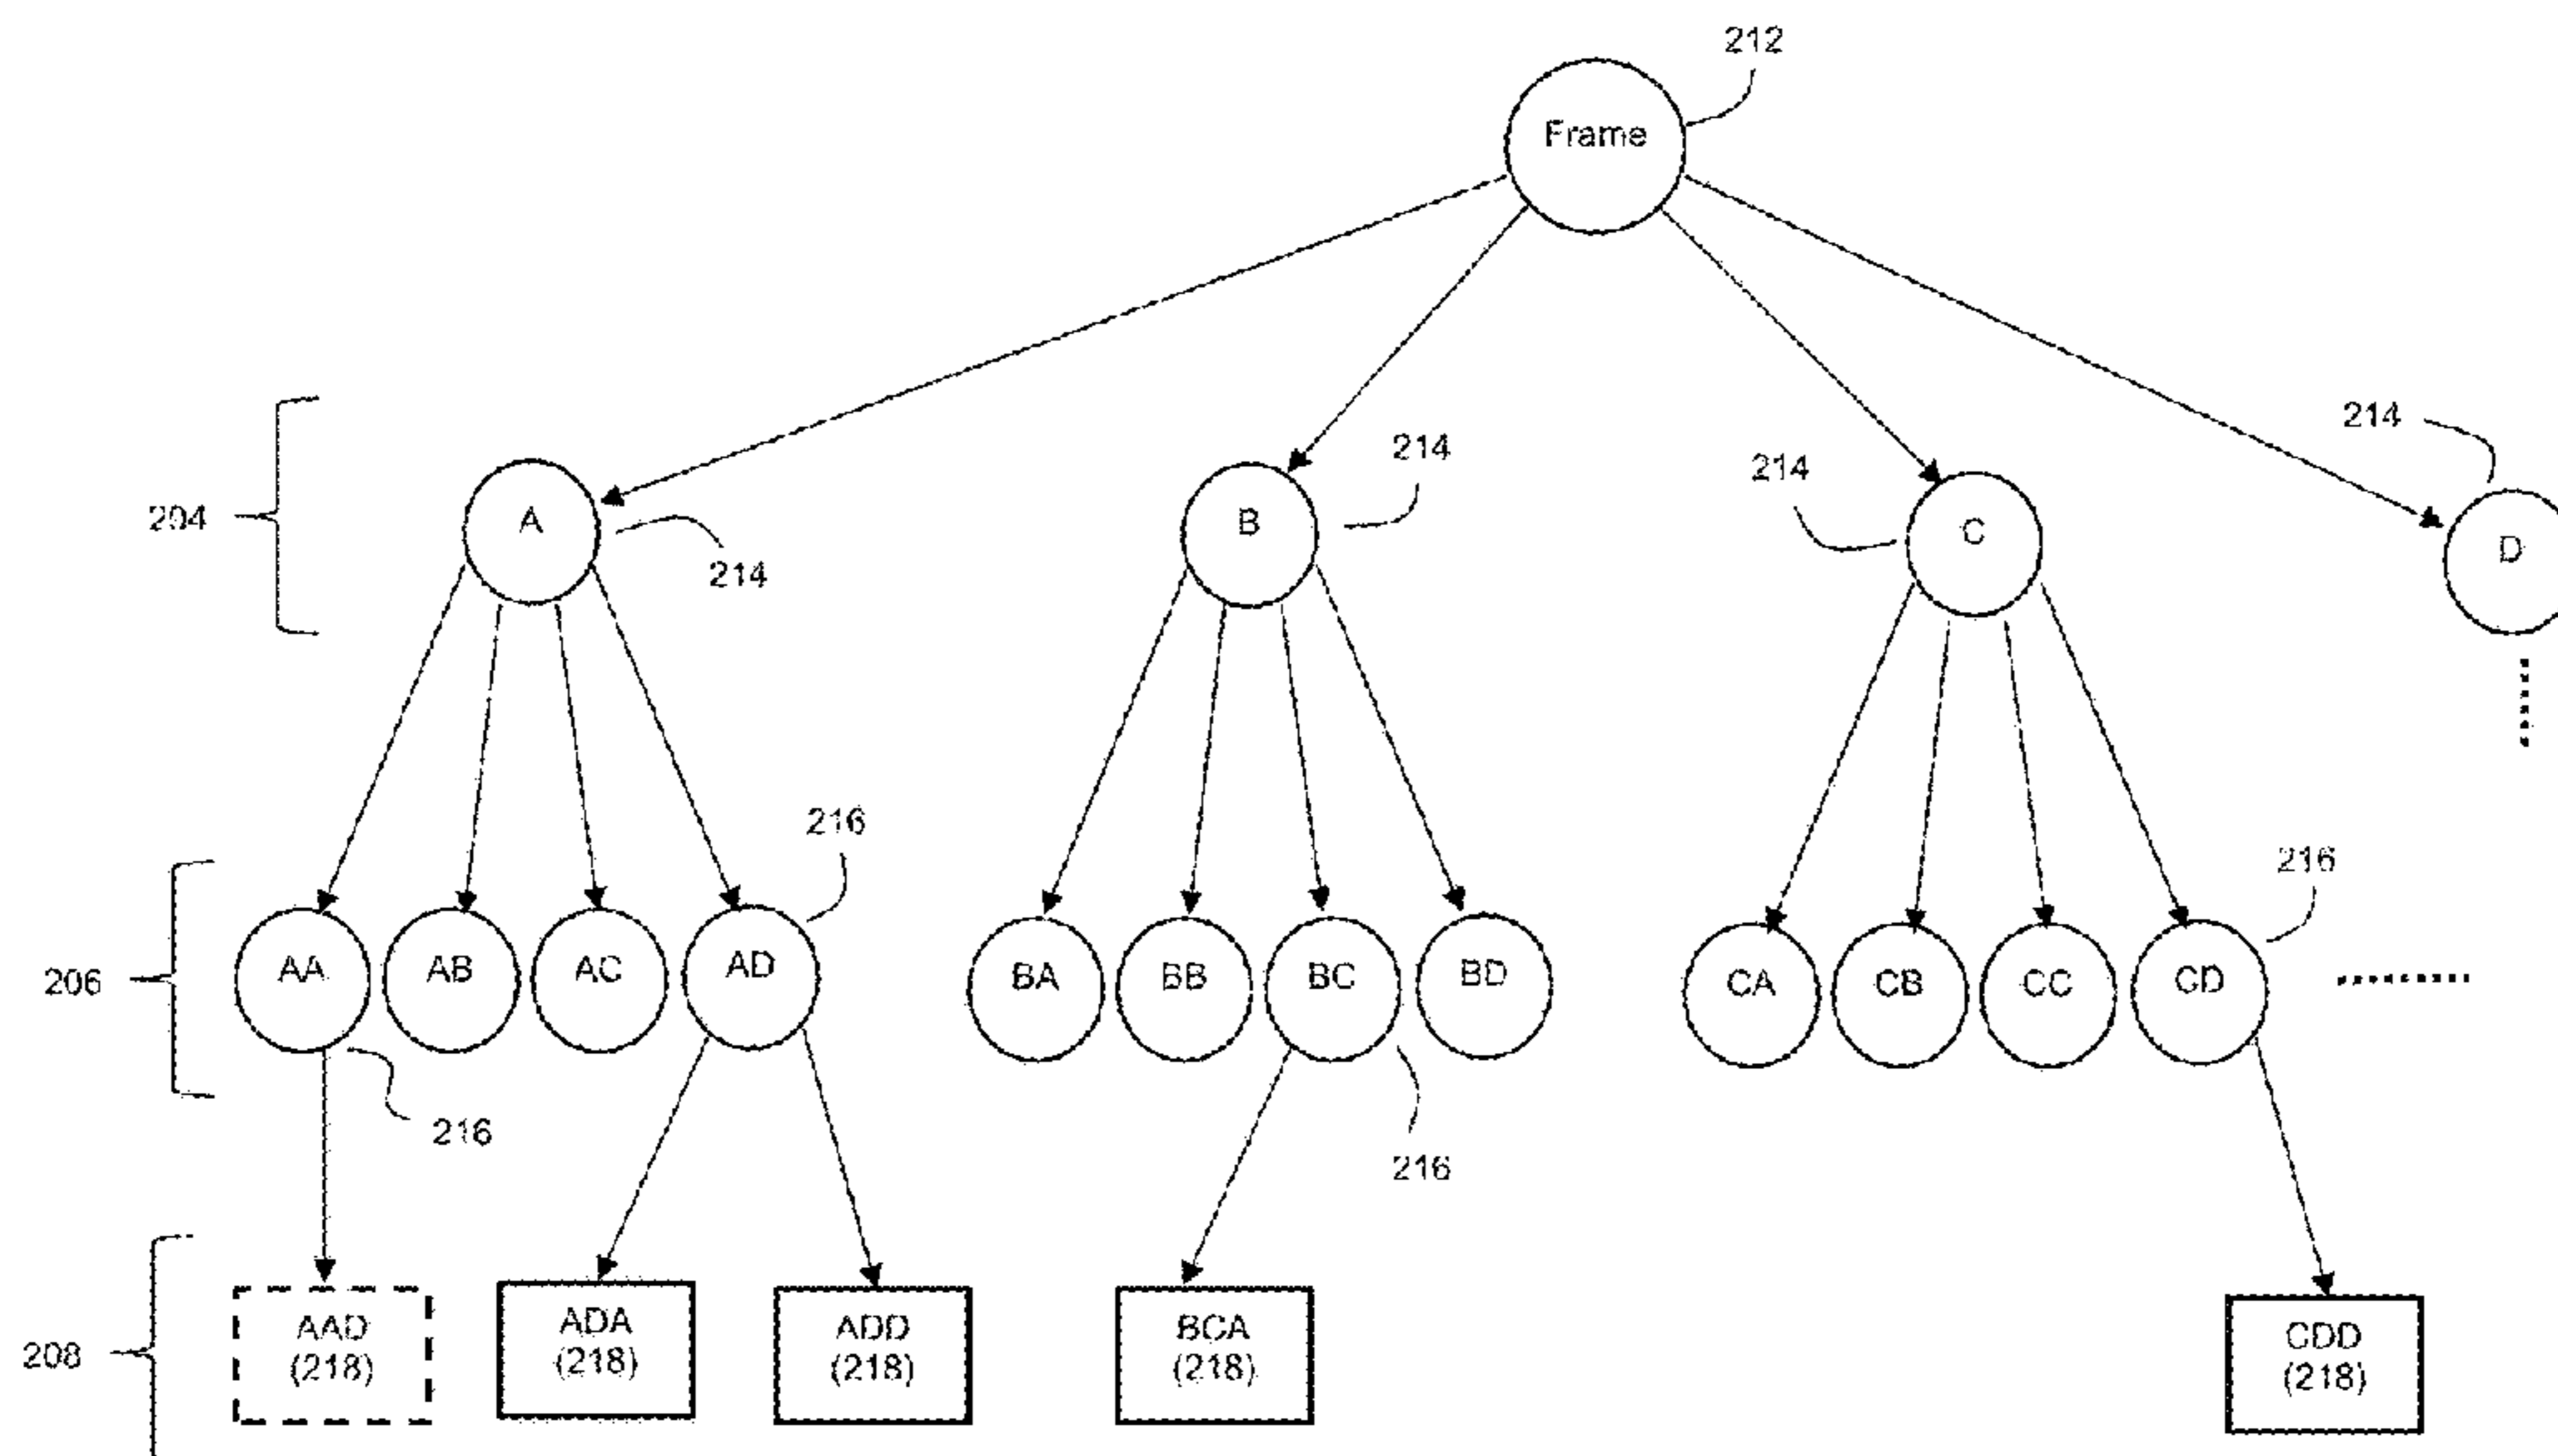 212
Frame
214
214
214
204
A
B
C
D
214
216
216
206
AA
AB
AC
AD
BA
BB
BC
BD
CA
CB
CC
CD
216
216
208
AAD
(218)
ADA
(218)
ADD
(218)
BCA
(218)
CDD
(218)